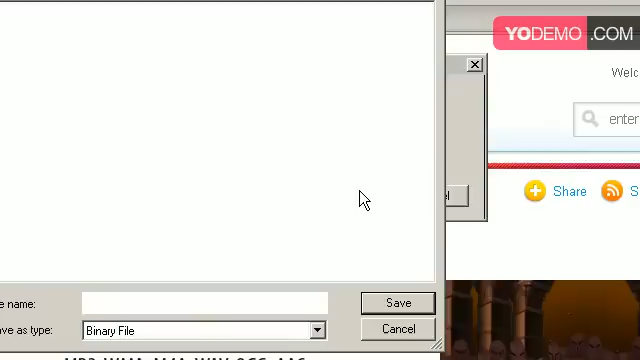 YODEMO.COM
Welc
enter
Share
S
e name:
Save
ave as type:
Binary File
Cancel